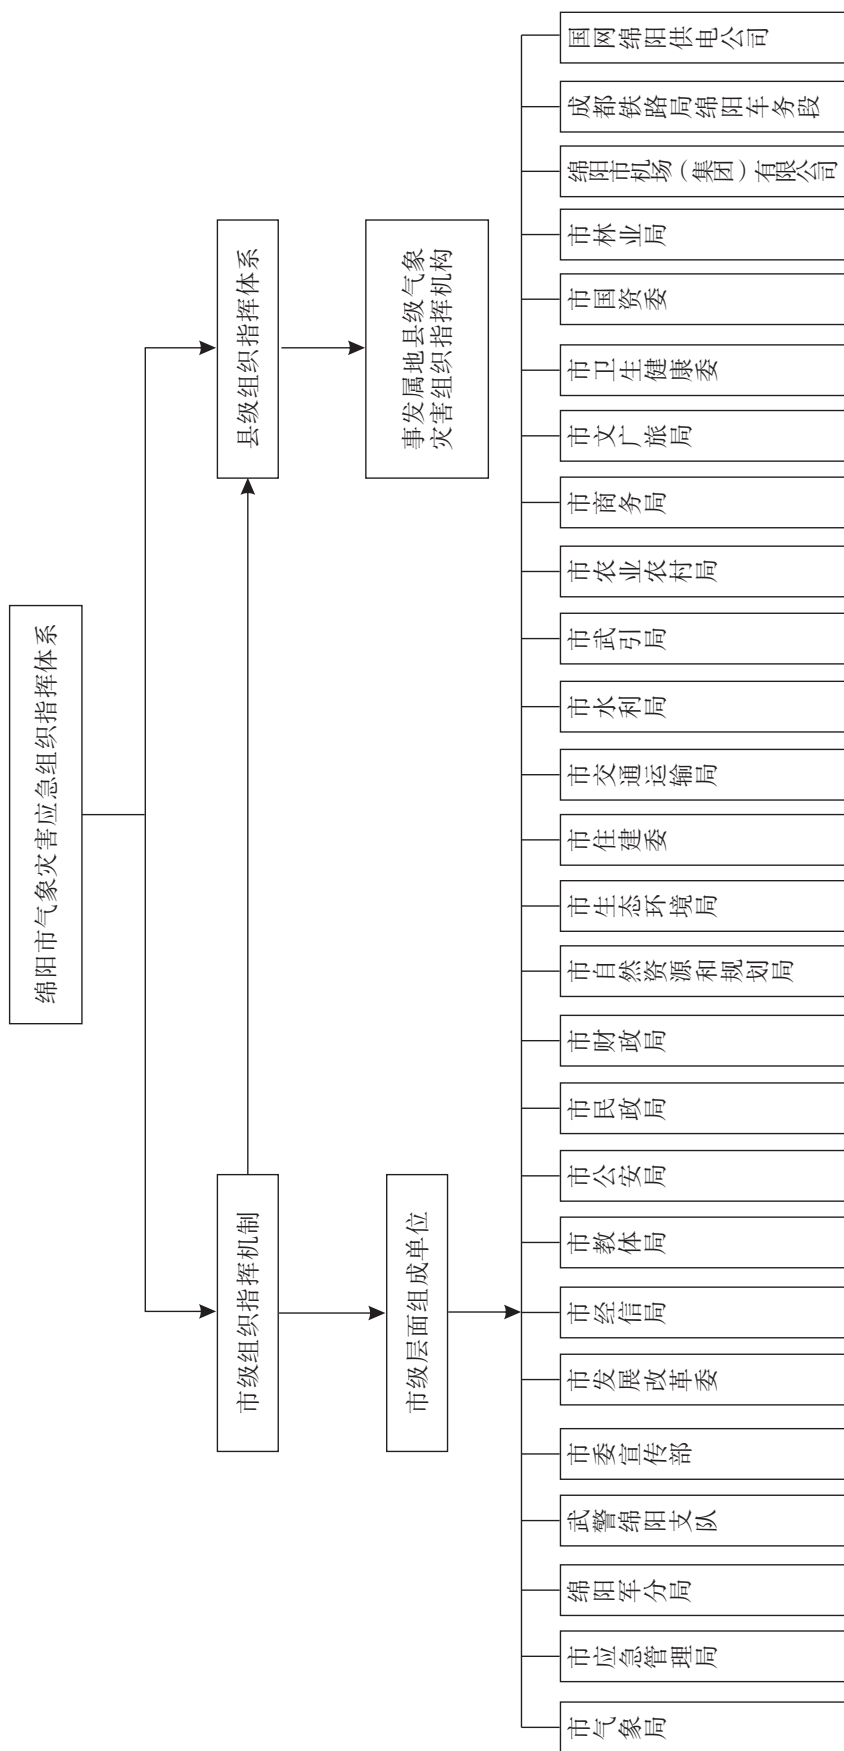 绵阳市气象灾害应急组织指挥体系
市级组织指挥机制
县级组织指挥体系
市级层面组成单位
事发属地县级气象
灾害组织指挥机构
市气象局
市应急管理局
绵阳军分局
武警绵阳支队
市委宣传部
市发展改革委
市经信局
市教体局
市公安局
市民政局
市财政局
市自然资源和规划局
市生态环境局
市住建委
市交通运输局
市水利局
市武引局
市农业农村局
市商务局
市文广旅局
市卫生健康委
市国资委
市林业局
绵阳市机场（集团）有限公司
成都铁路局绵阳车务段
国网绵阳供电公司